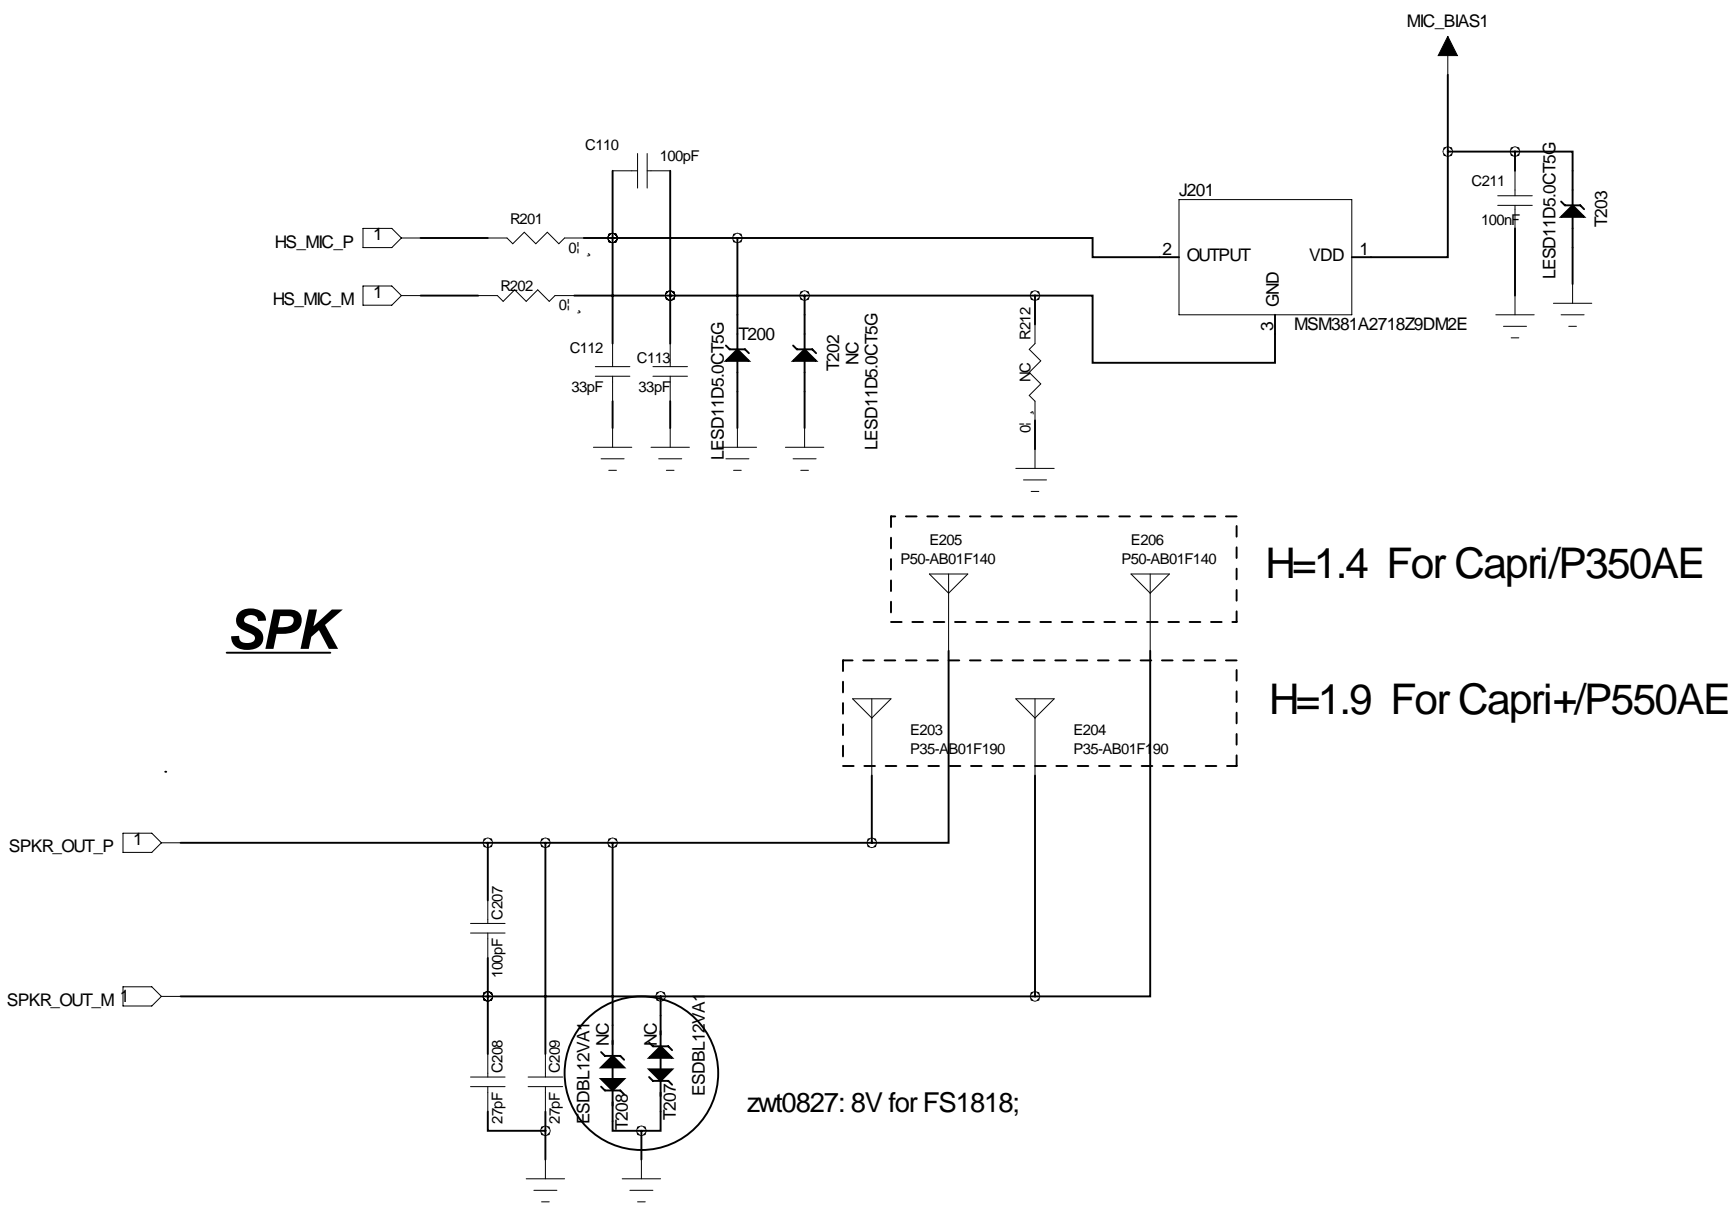 MIC_BIAS1
C110
100pF
J201
C211
100nF
LESD11D5.0CT5G
T203
HS_MIC_P
1
R201
0¦¸
2
OUTPUT
VDD
1
GND
3
MSM381A2718Z9DM2E
HS_MIC_M
1
R202
0¦¸
C112
33pF
C113
33pF
LESD11D5.0CT5G
T200
T202
NC
LESD11D5.0CT5G
R212
NC
0¦¸
E205
P50-AB01F140
E206
P50-AB01F140
H=1.4 For Capri/P350AE
SPK
E203
P35-AB01F190
E204
P35-AB01F190
H=1.9 For Capri+/P550AE
SPKR_OUT_P
1
C207
100pF
SPKR_OUT_M
1
C208
27pF
C209
27pF
ESDBL12VA1
NC
T208
NC
T207
ESDBL12VA1
zwt0827: 8V for FS1818;